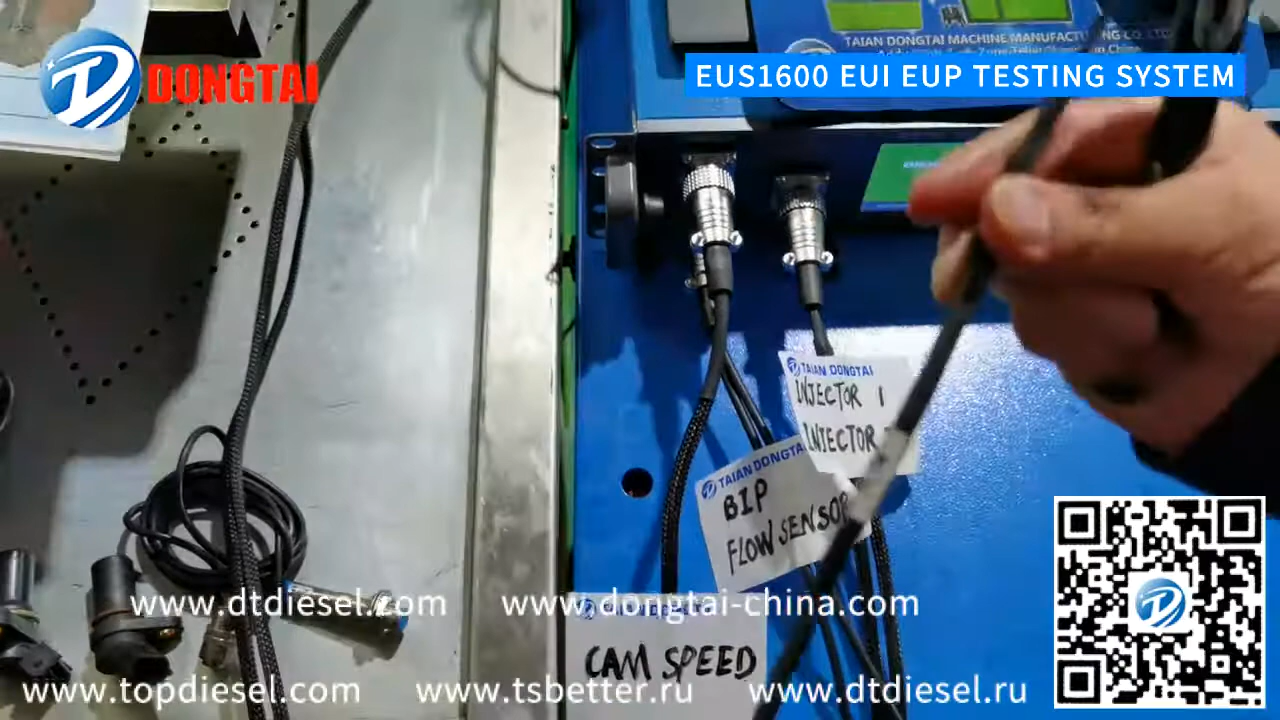 DONGTAI
TAIAN DONGTAI MACHINE MANUFACTURING CO.,LTD
EUS1600 EUI EUP TESTING SYSTEM
TAIAN DONGTAI
INJECTOR 1
INJECTOR
TAIAN DONGTAI
BIP
FLOW SENSOR
CAM SPEED
www.dtdiesel.com
www.dongtai-china.com
www.topdiesel.com
www.tsbetter.ru
www.dtdiesel.ru